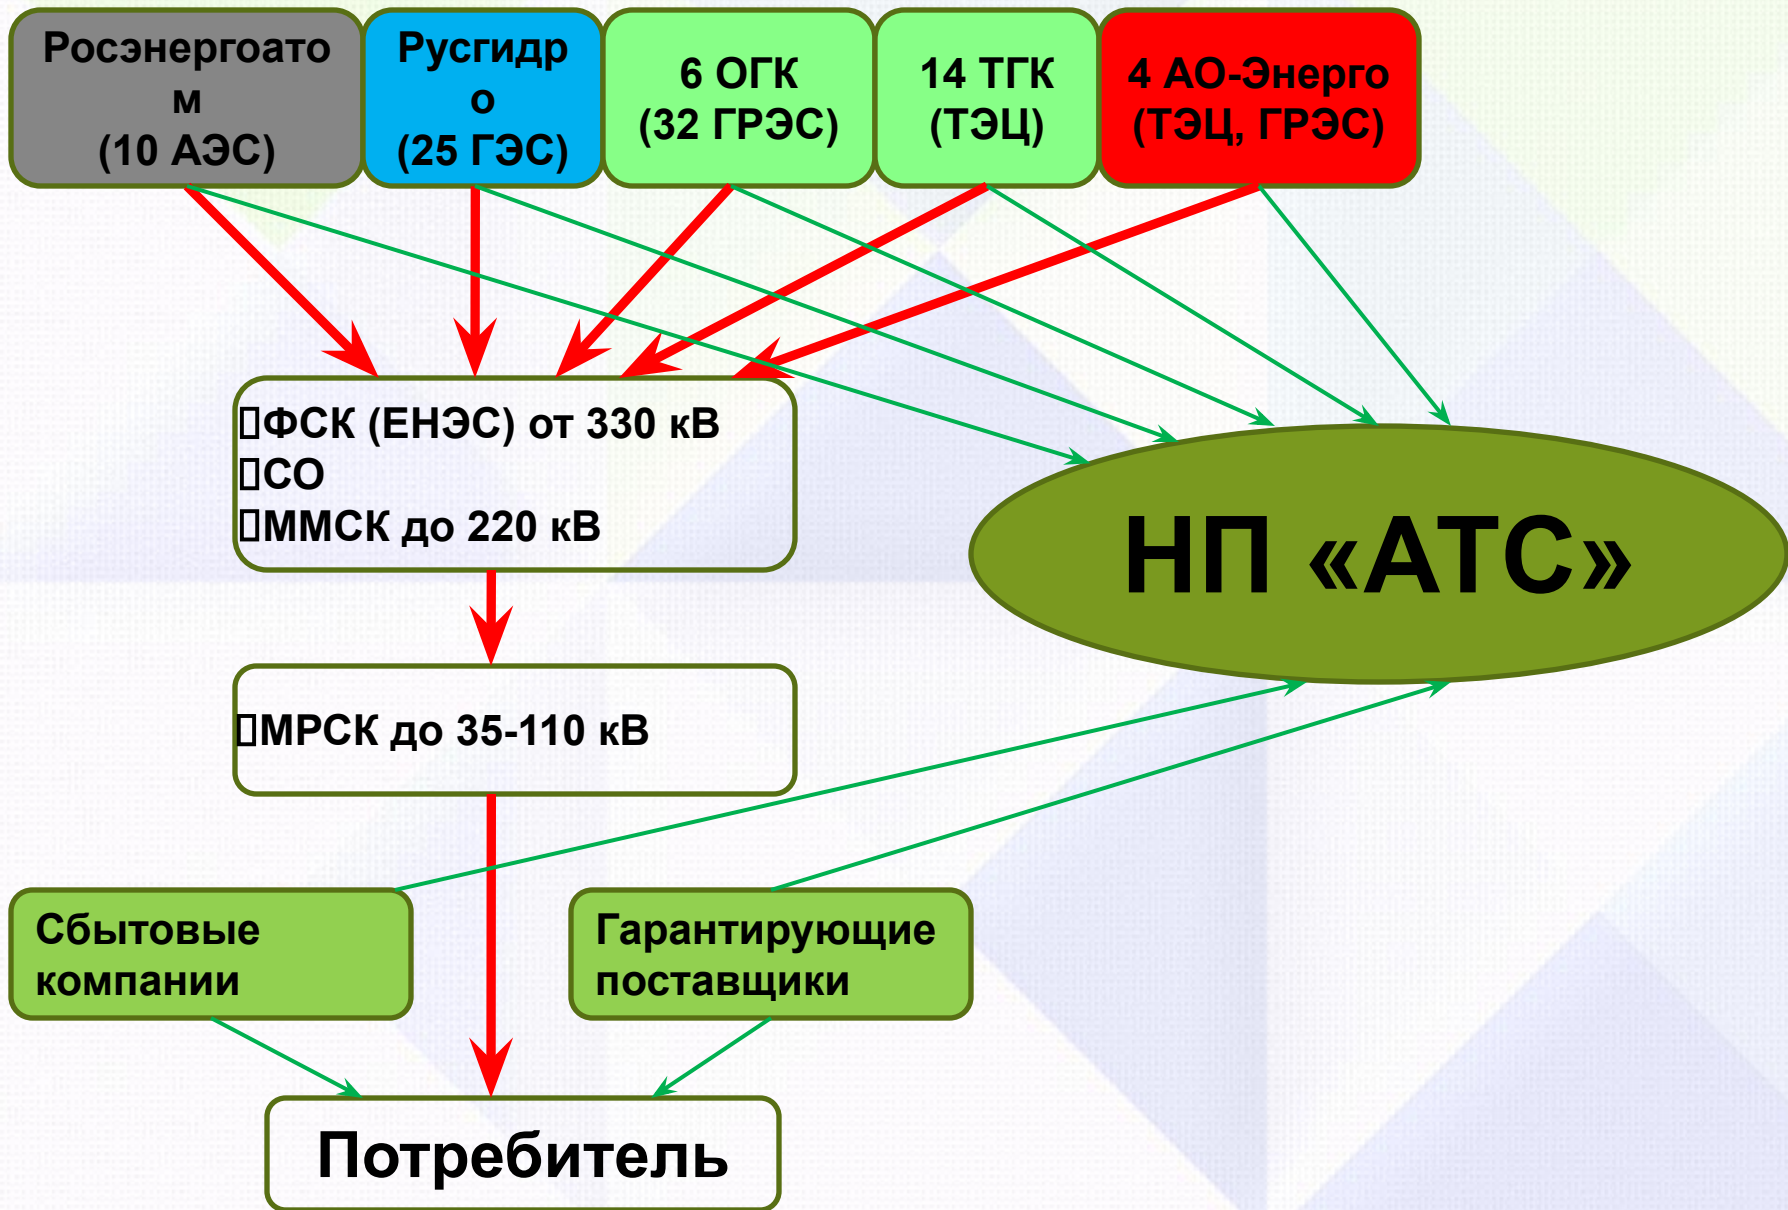 Росэнергоато
м
(10 АЭС)
Русгидр
о
(25 ГЭС)
6 ОГК
(32 ГРЭС)
14 ТГК
(ТЭЦ)
4 АО-Энерго
(ТЭЦ, ГРЭС)
ФСК (ЕНЭС) от 330 кВ
СО
ММСК до 220 кВ
НП «АТС»
МРСК до 35-110 кВ
Сбытовые
компании
Гарантирующие
поставщики
Потребитель